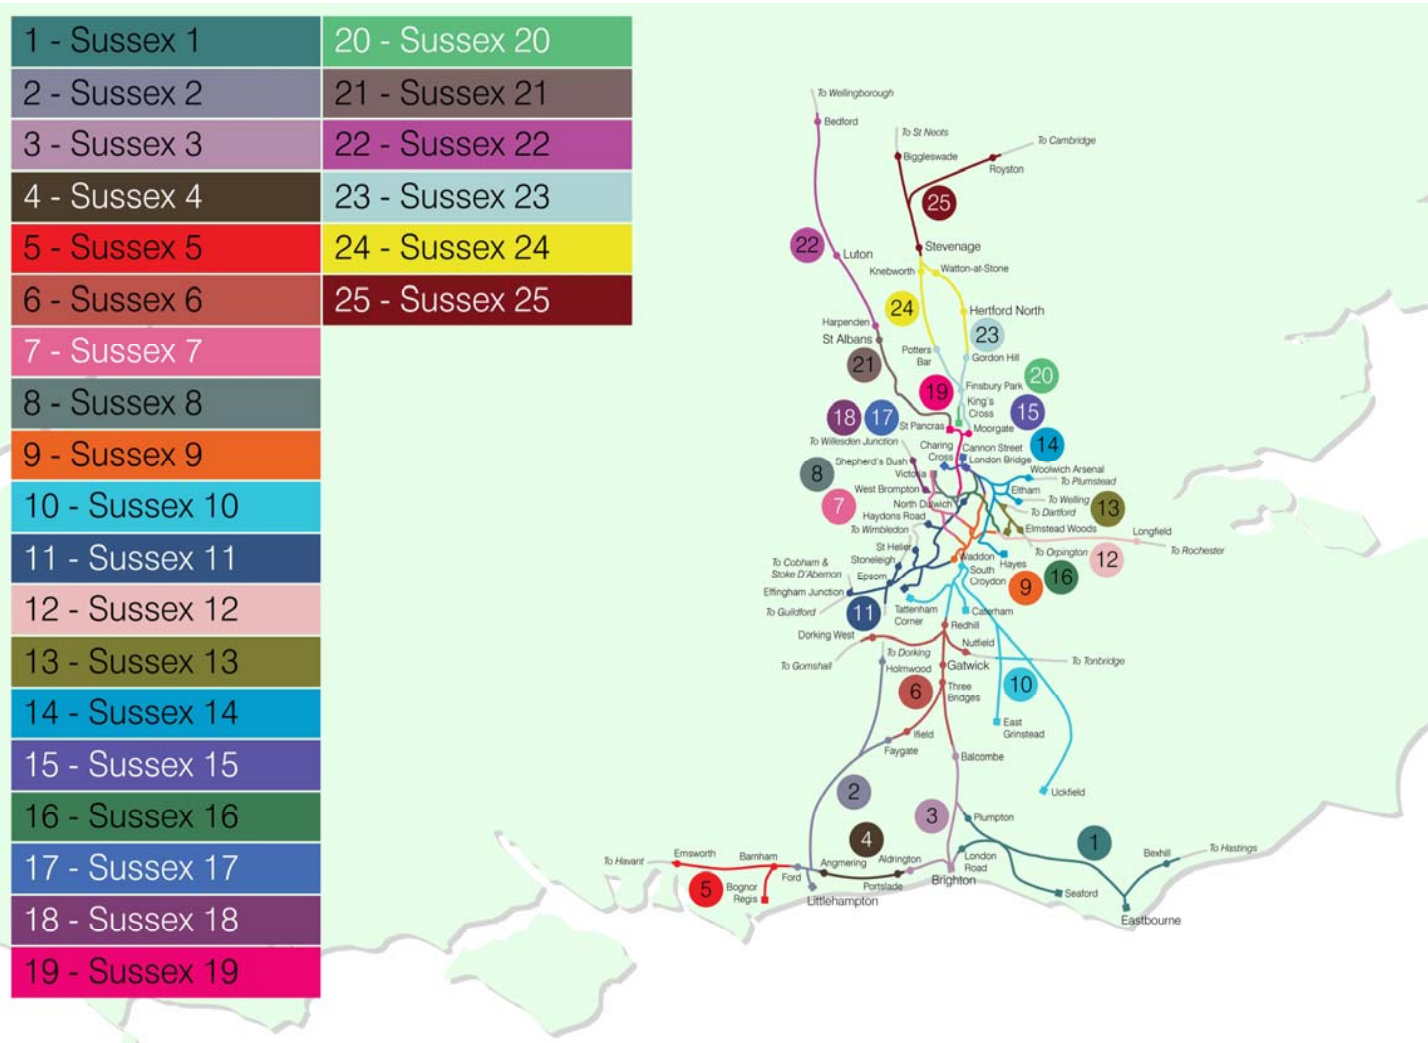 1 - Sussex 1
2 - Sussex 2
3 - Sussex 3
4 - Sussex 4
5 - Sussex 5
6 - Sussex 6
7 - Sussex 7
8 - Sussex 8
9 - Sussex 9
10 - Sussex 10
11 - Sussex 11
12 - Sussex 12
13 - Sussex 13
14 - Sussex 14
15 - Sussex 15
16 - Sussex 16
17 - Sussex 17
18 - Sussex 18
19 - Sussex 19
20 - Sussex 20
21 - Sussex 21
22 - Sussex 22
23 - Sussex 23
24 - Sussex 24
25 - Sussex 25
To Wellingborough
Bedford
To St Neots
To Cambridge
Biggleswade
Royston
25
22
Luton
Stevenage
Knebworth
Watton-at-Stone
24
Hertford North
Harpenden
23
St Albans
Potters
Bar
Gordon Hill
21
20
19
Finsbury Park
King's
Cross
15
18
17
St Pancras
Moorgate
To Willesden Junction
Charing
Cross
Cannon Street
14
London Bridge
Shepherd's Bush
8
Victoria
Woolwich Arsenal
To Plumstead
West Brompton
Eltham
To Welling
7
North Dulwich
To Dartford
13
Haydons Road
To Wimbledon
Elmstead Woods
Longfield
St Helier
To Orpington
To Rochester
12
Stoneleigh
Waddon
Hayes
To Cobham &
Stoke D'Abernon
Epsom
South
Croydon
16
9
Effingham Junction
To Guildford
11
Tattenham
Corner
Caterham
Redhill
Dorking West
Nutfield
To Dorking
To Gomshall
Holmwood
Gatwick
To Tonbridge
6
Three
Bridges
10
East
Grinstead
Ifield
Faygate
Balcombe
2
Uckfield
3
Plumpton
4
1
To Havant
Emsworth
Barnham
Angmering
Aldrington
London
Road
Bexhill
To Hastings
5
Bognor
Regis
Ford
Portslade
Brighton
Littlehampton
Seaford
Eastbourne